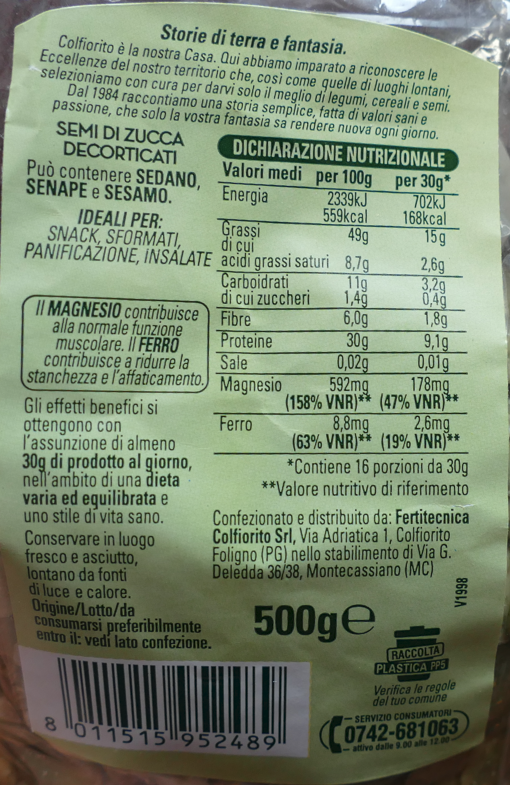 Storie di terra e fantasia.
Colfiorito è la nostra Casa. Qui abbiamo imparato a riconoscere le
Eccellenze del nostro territorio che, così come quelle di luoghi lontani,
selezioniamo con cura per darvi solo il meglio di legumi, cereali e semi.
Dal 1984 raccontiamo una storia semplice, fatta di valori sani e
passione, che solo la vostra fantasia sa rendere nuova ogni giorno.
SEMI DI ZUCCA
DECORTICATI
Può contenere SEDANO,
SENAPE e SESAMO.
IDEALI PER:
SNACK, SFORMATI,
PANIFICAZIONE, INSALATE
Il MAGNESIO contribuisce
alla normale funzione
muscolare. Il FERRO
contribuisce a ridurre la
stanchezza e l'affaticamento.
Gli effetti benefici si
ottengono con
l'assunzione di almeno
30g di prodotto al giorno,
nell'ambito di una dieta
varia ed equilibrata e
uno stile di vita sano.
Conservare in luogo
fresco e asciutto,
lontano da fonti
di luce e calore.
Origine/Lotto/da
consumarsi preferibilmente
entro il: vedi lato confezione.
DICHIARAZIONE NUTRIZIONALE
Valori medi per 100g per 30g*
Energia 2339kJ 702kJ
559kcal 168kcal
Grassi 49g 15g
di cui
acidi grassi saturi 8,7g 2,6g
Carboidrati 11g 3,2g
di cui zuccheri 1,4g 0,4g
Fibre 6,0g 1,8g
Proteine 30g 9,1g
Sale 0,02g 0,01g
Magnesio 592mg 178mg
(158% VNR)** (47% VNR)**
Ferro 8,8mg 2,6mg
(63% VNR)** (19% VNR)**
*Contiene 16 porzioni da 30g
**Valore nutritivo di riferimento
Confezionato e distribuito da: Fertitecnica
Colfiorito Srl, Via Adriatica 1, Colfiorito
Foligno (PG) nello stabilimento di Via G.
Deledda 36/38, Montecassiano (MC)
V1998
500g e
RACCOLTA
PLASTICA PP5
Verifica le regole
del tuo comune
SERVIZIO CONSUMATORI
0742-681063
attivo dalle 9.00 alle 12.00
8 011515 952489